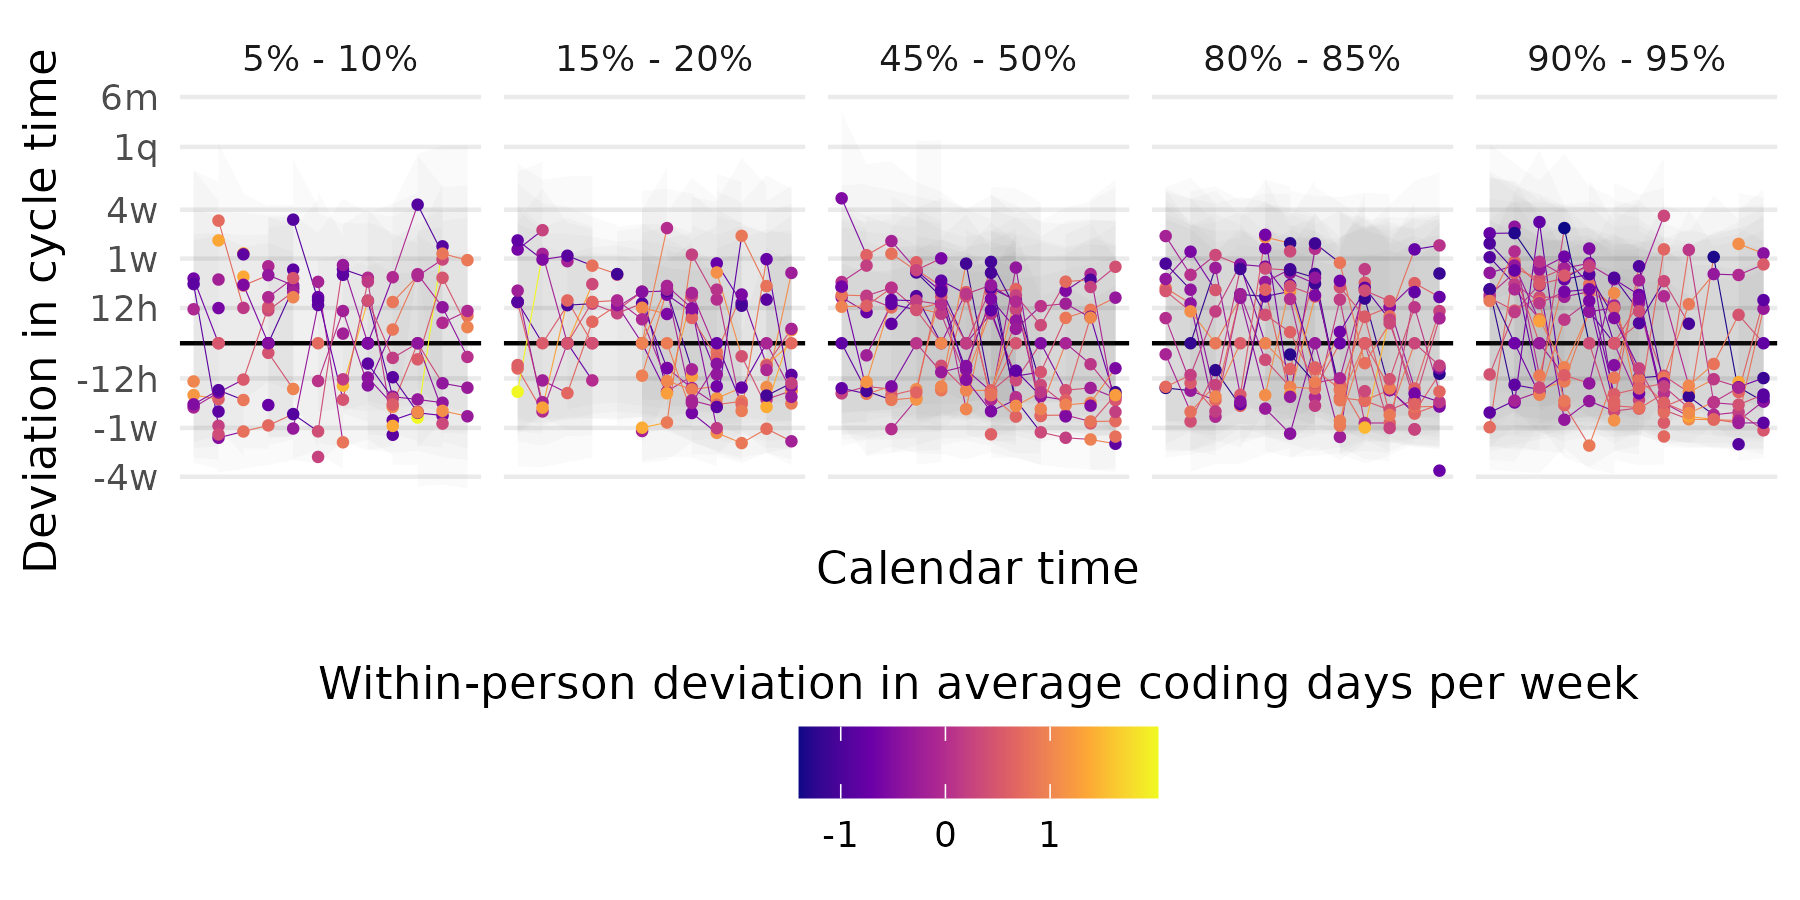 5% - 10%
15% - 20%
45% - 50%
80% - 85%
90% - 95%
Deviation in cycle time
6m
1q
4w
1w
12h
-12h
-1w
-4w
Calendar time
Within-person deviation in average coding days per week
-1
0
1